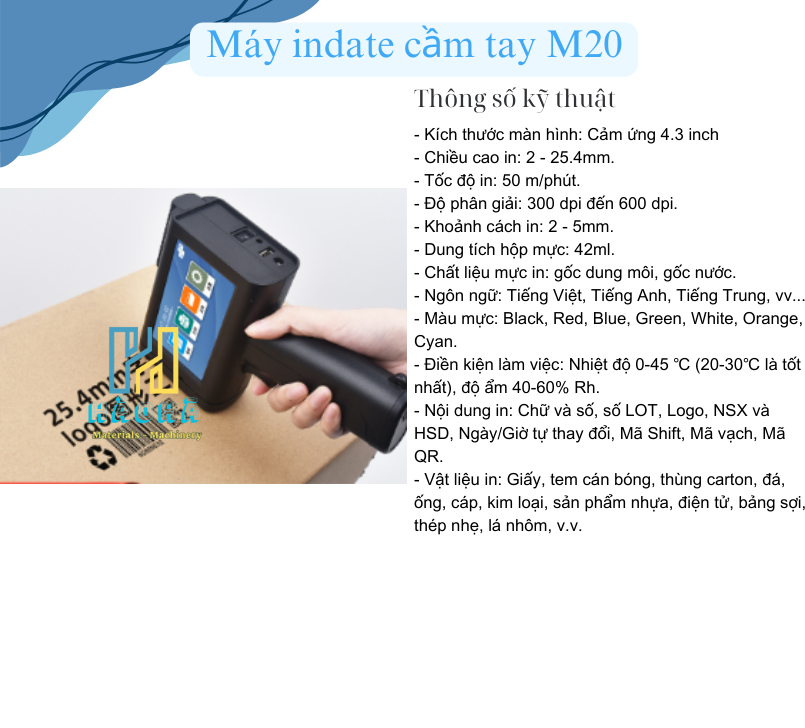 Máy indate cầm tay M20
Thông số kỹ thuật
- Kích thước màn hình: Cảm ứng 4.3 inch
- Chiều cao in: 2 - 25.4mm.
- Tốc độ in: 50 m/phút.
- Độ phân giải: 300 dpi đến 600 dpi.
- Khoảnh cách in: 2 - 5mm.
- Dung tích hộp mực: 42ml.
- Chất liệu mực in: gốc dung môi, gốc nước.
- Ngôn ngữ: Tiếng Việt, Tiếng Anh, Tiếng Trung, vv...
- Màu mực: Black, Red, Blue, Green, White, Orange,
Cyan.
- Điền kiện làm việc: Nhiệt độ 0-45 ℃ (20-30℃ là tốt
nhất), độ ẩm 40-60% Rh.
- Nội dung in: Chữ và số, số LOT, Logo, NSX và
HSD, Ngày/Giờ tự thay đổi, Mã Shift, Mã vạch, Mã
QR.
- Vật liệu in: Giấy, tem cán bóng, thùng carton, đá,
ống, cáp, kim loại, sản phẩm nhựa, điện tử, bảng sợi,
thép nhẹ, lá nhôm, v.v.
25.4mm
Materials - Machinery